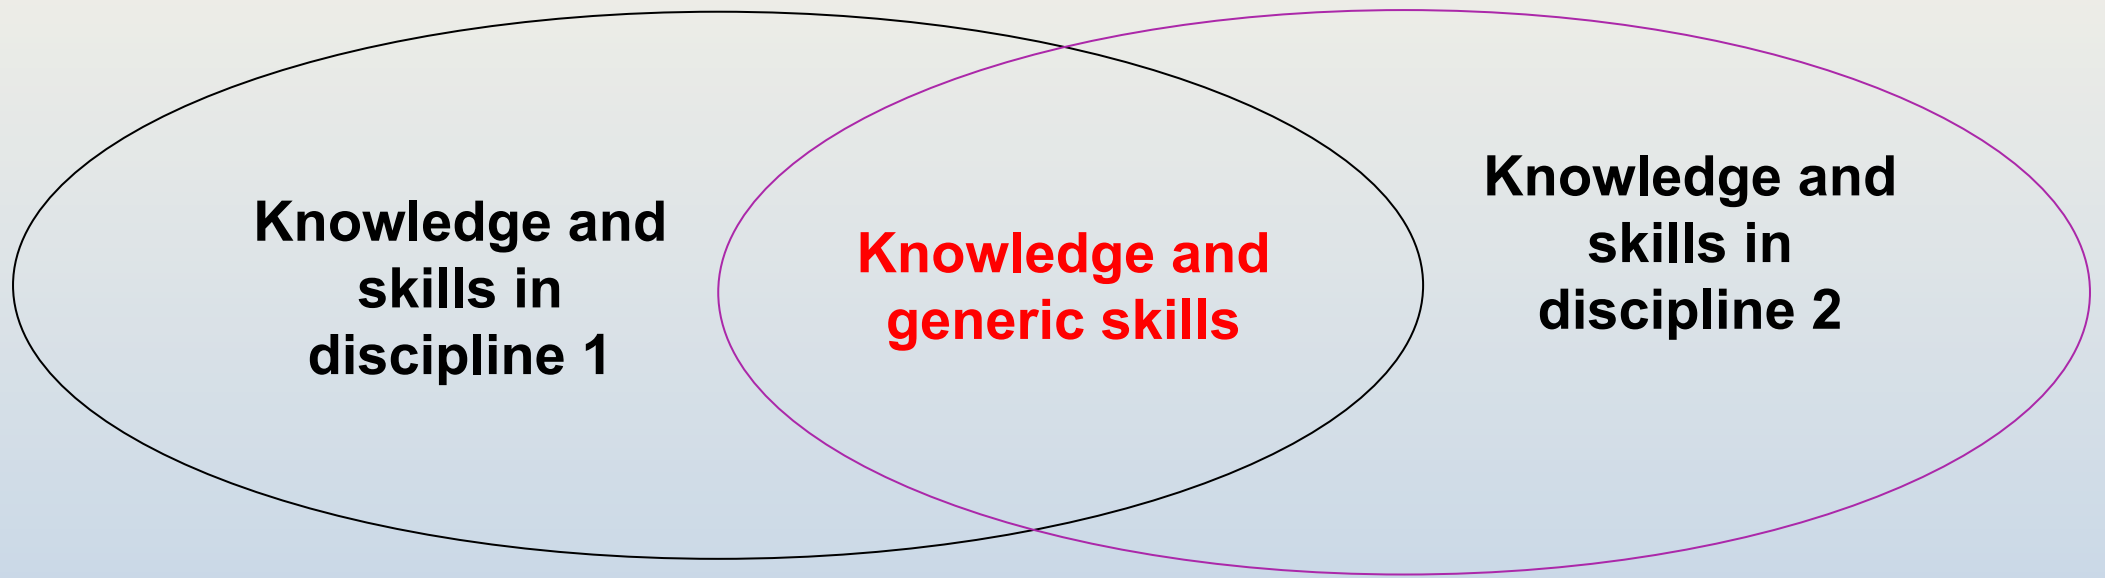 Knowledge and
skills in
discipline 1
Knowledge and
generic skills
Knowledge and
skills in
discipline 2